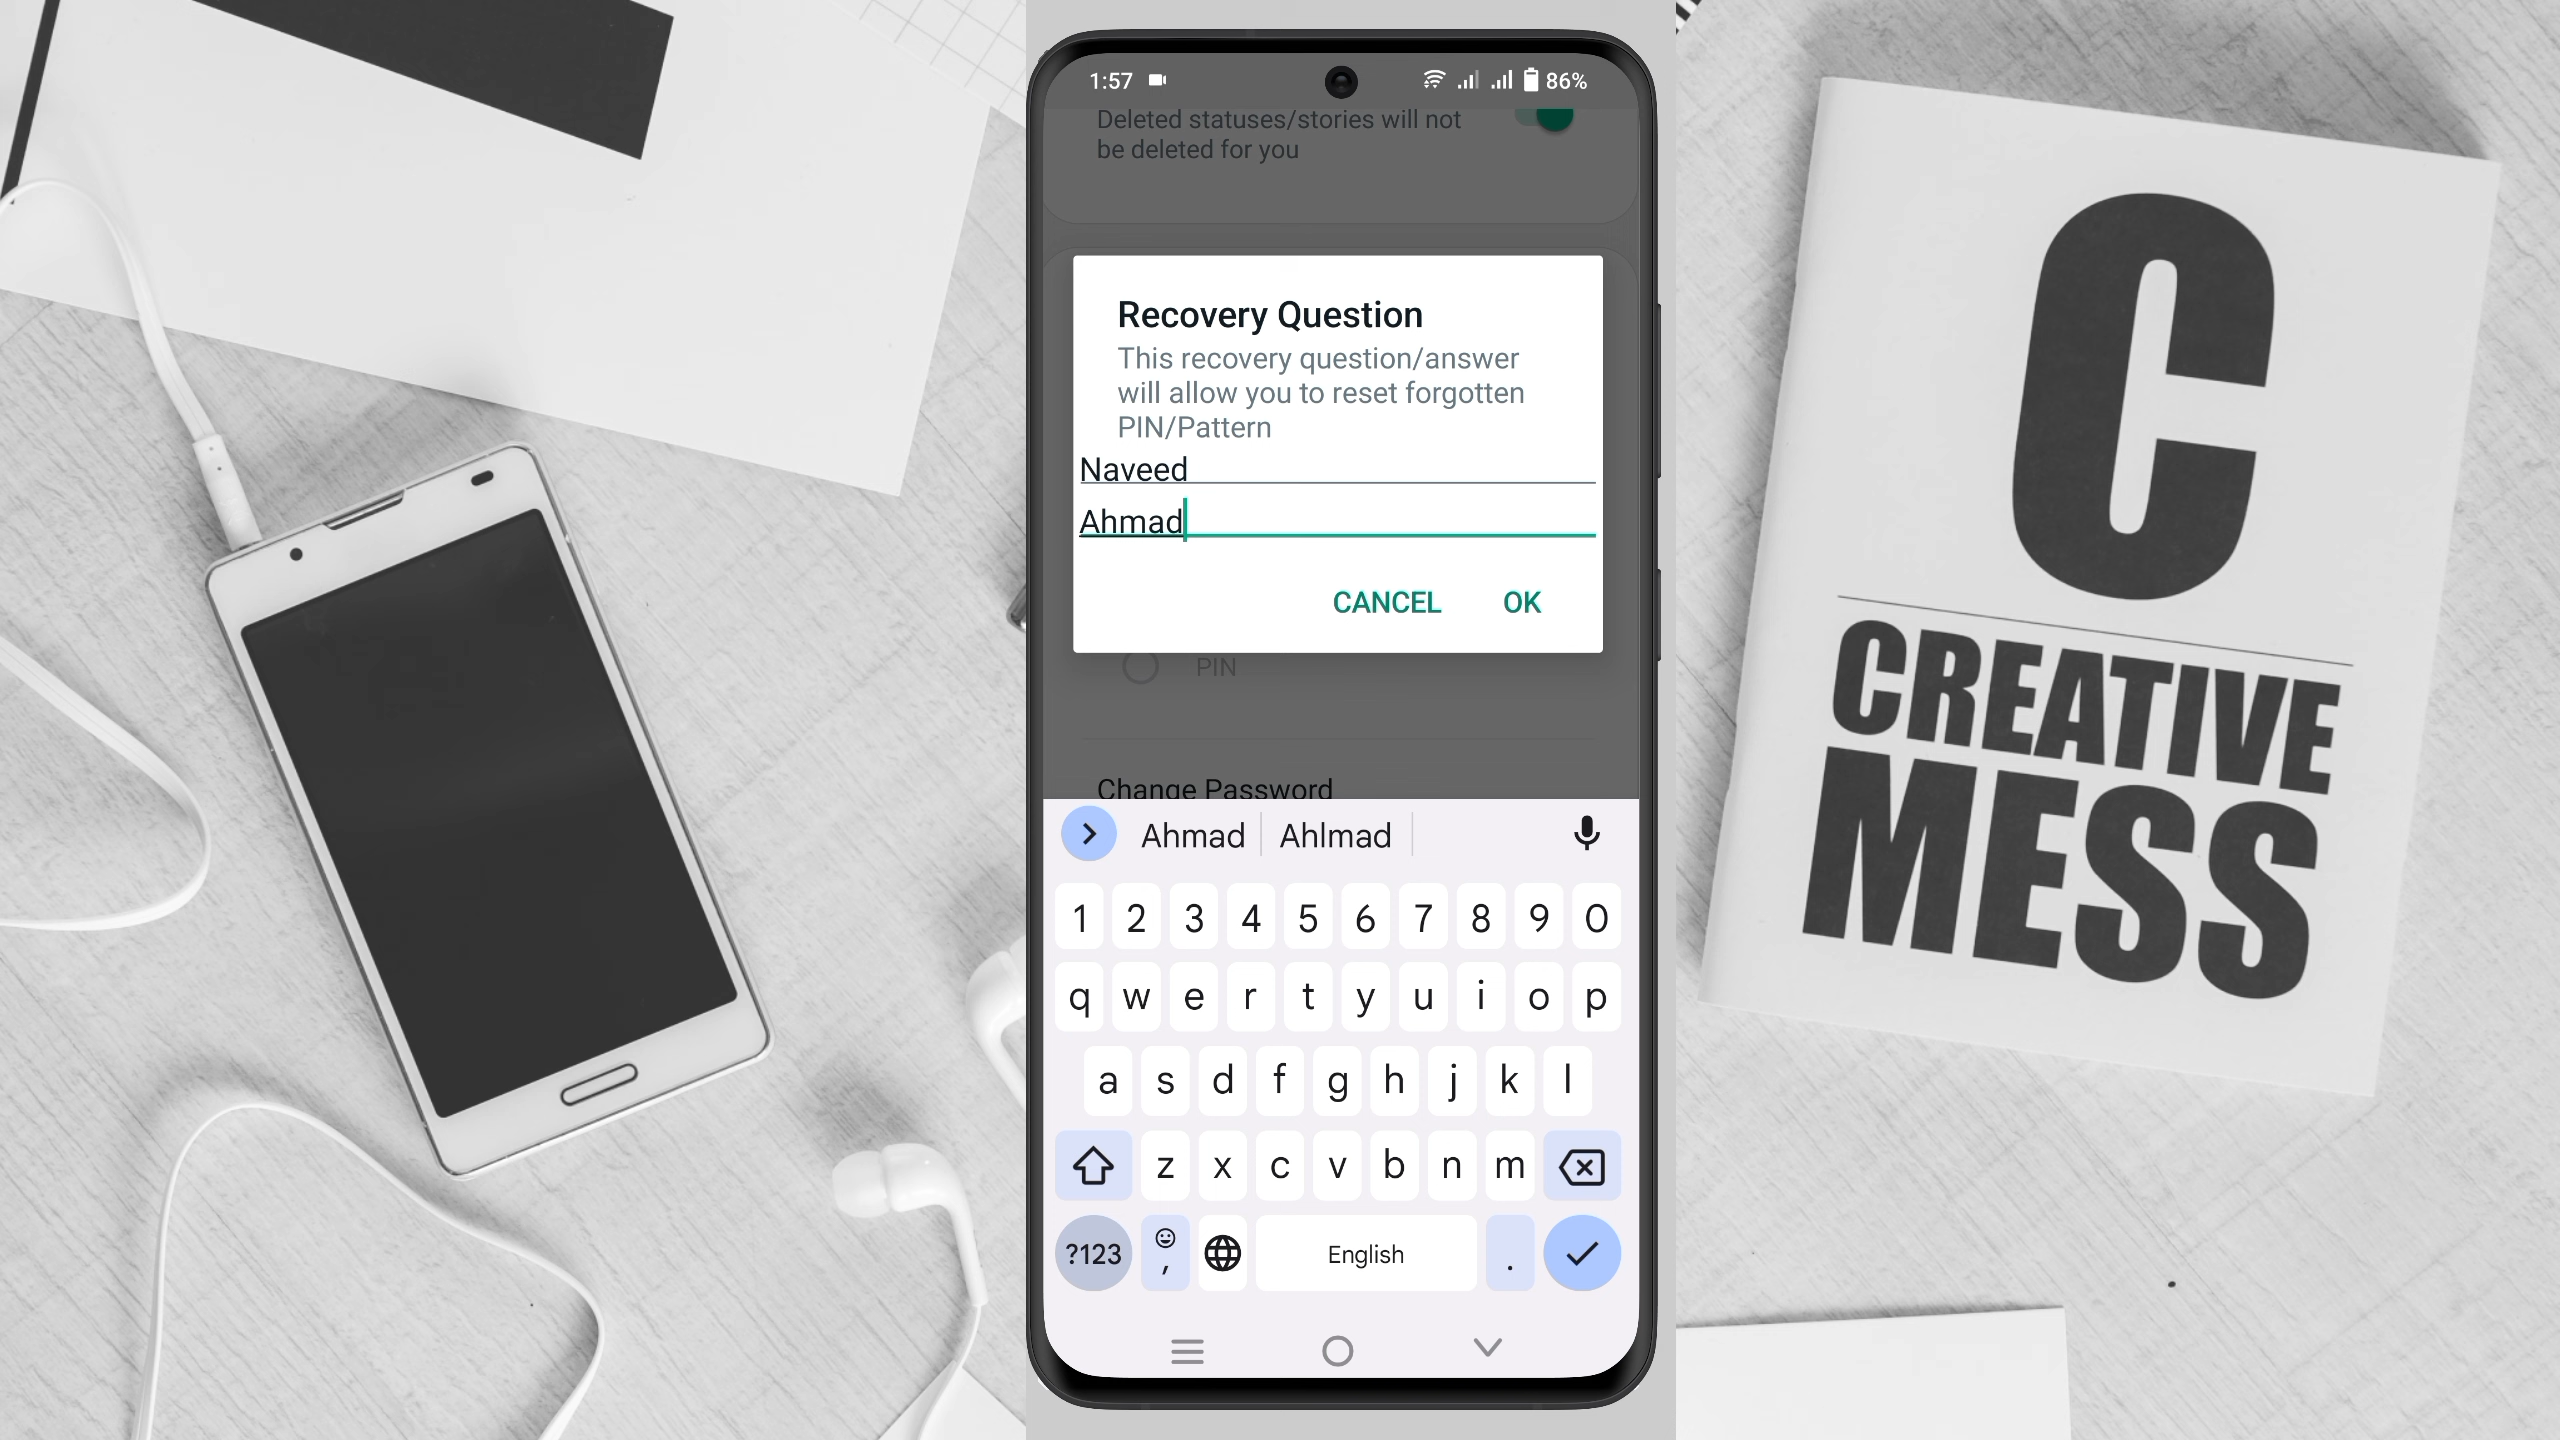 1:57
86%
Deleted statuses/stories will not
be deleted for you
Recovery Question
This recovery question/answer
will allow you to reset forgotten
PIN/Pattern
Naveed
Ahmad
CANCEL OK
PIN
Change Password
Ahmad Ahlmad
1 2 3 4 5 6 7 8 9 0
q w e r t y u i o p
a s d f g h j k l
z x c v b n m
?123 , English .
C
CREATIVE
MESS